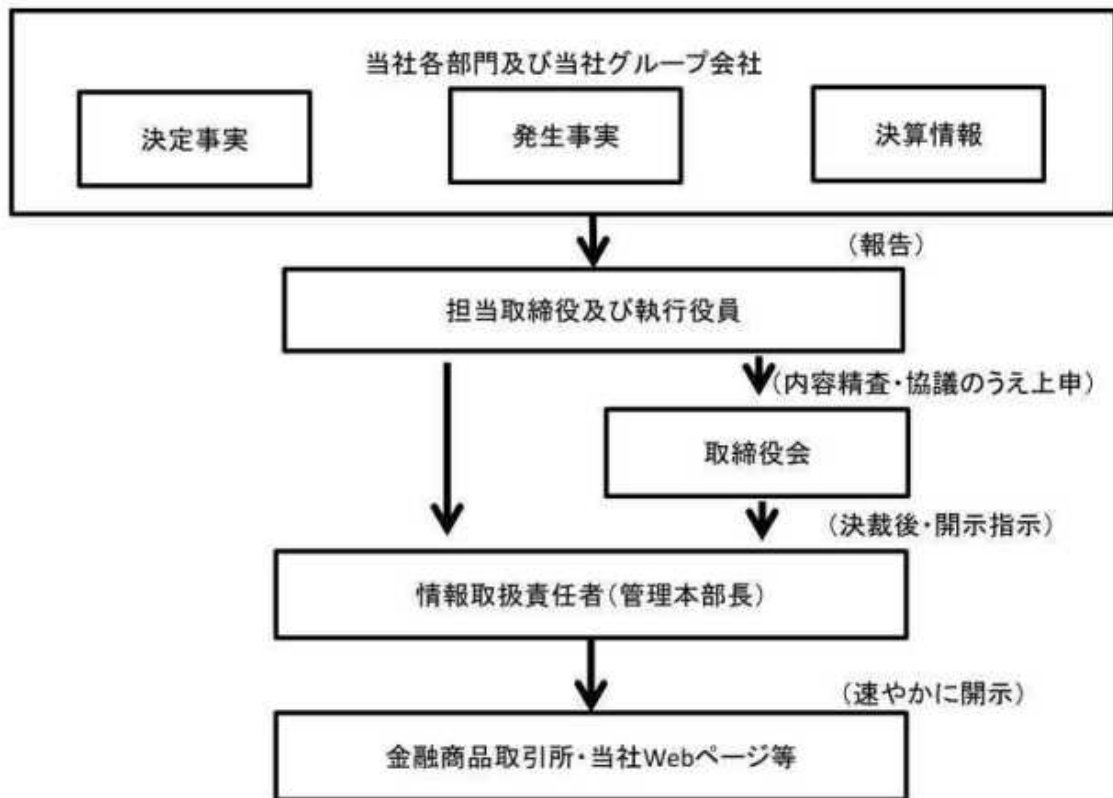 当社各部門及び当社グループ会社
決定事実
発生事実
決算情報
（報告）
担当取締役及び執行役員
（内容精査・協議のうえ上申）
取締役会
（決裁後・開示指示）
情報取扱責任者（管理本部長）
（速やかに開示）
金融商品取引所・当社Webページ等